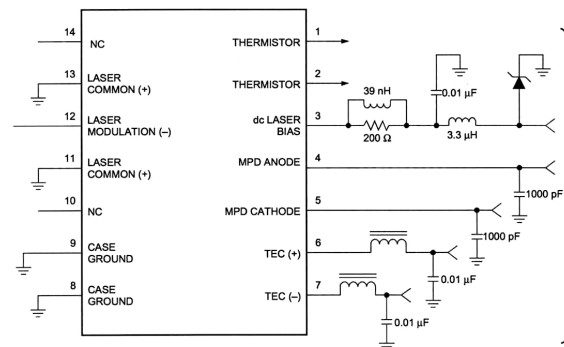 14
NC
13
LASER
COMMON (+)
12
LASER
MODULATION (–)
11
LASER
COMMON (+)
10
NC
9
CASE
GROUND
8
CASE
GROUND
1
THERMISTOR
2
THERMISTOR
3
dc LASER
BIAS
4
MPD ANODE
5
MPD CATHODE
6
TEC (+)
7
TEC (–)
39 nH
200 Ω
0.01 µF
3.3 µH
1000 pF
1000 pF
0.01 µF
0.01 µF